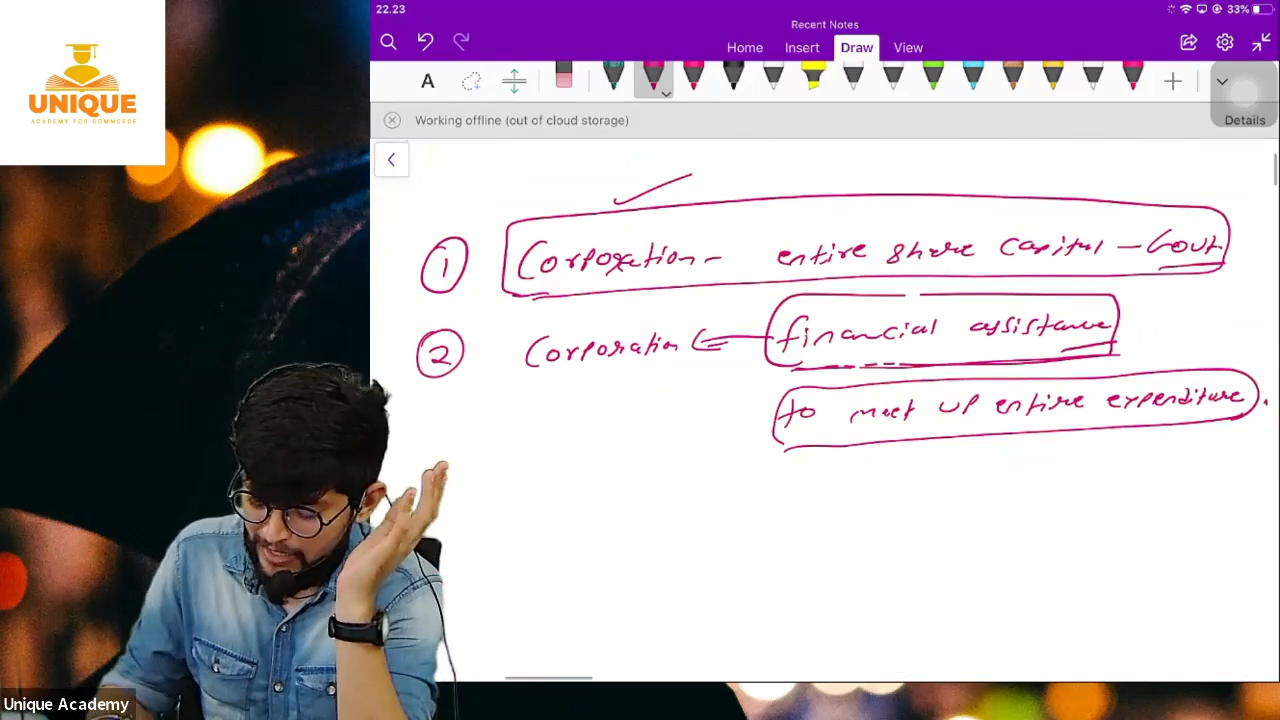 UNIQUE
ACADEMY FOR COMMERCE
22.23
33%
Recent Notes
Home Insert Draw View
A
Working offline (out of cloud storage)
Details
1 Corporation - entire share capital - Govt
2 Corporation financial assistance
to meet up entire expenditure.
Unique Academy